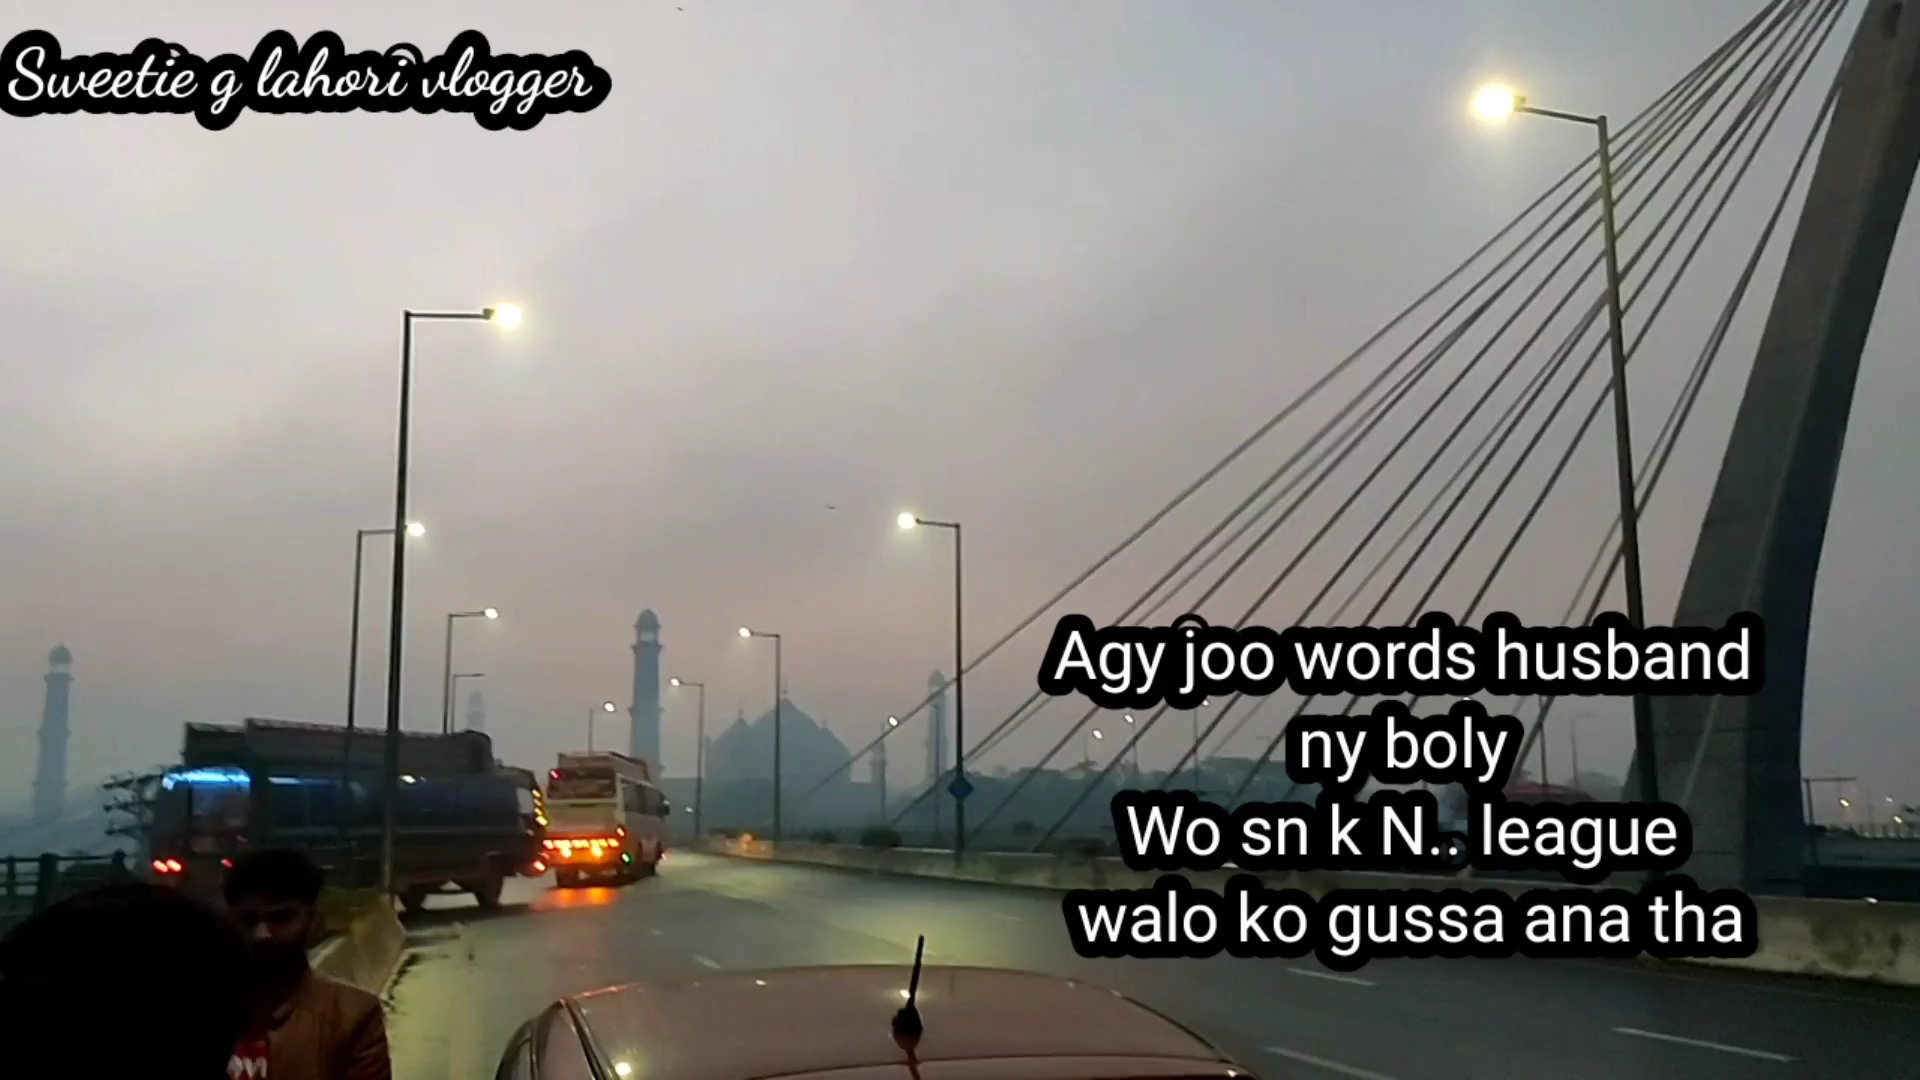 Sweetie g lahori vlogger
Agy joo words husband
ny boly
Wo sn k N.. league
walo ko gussa ana tha